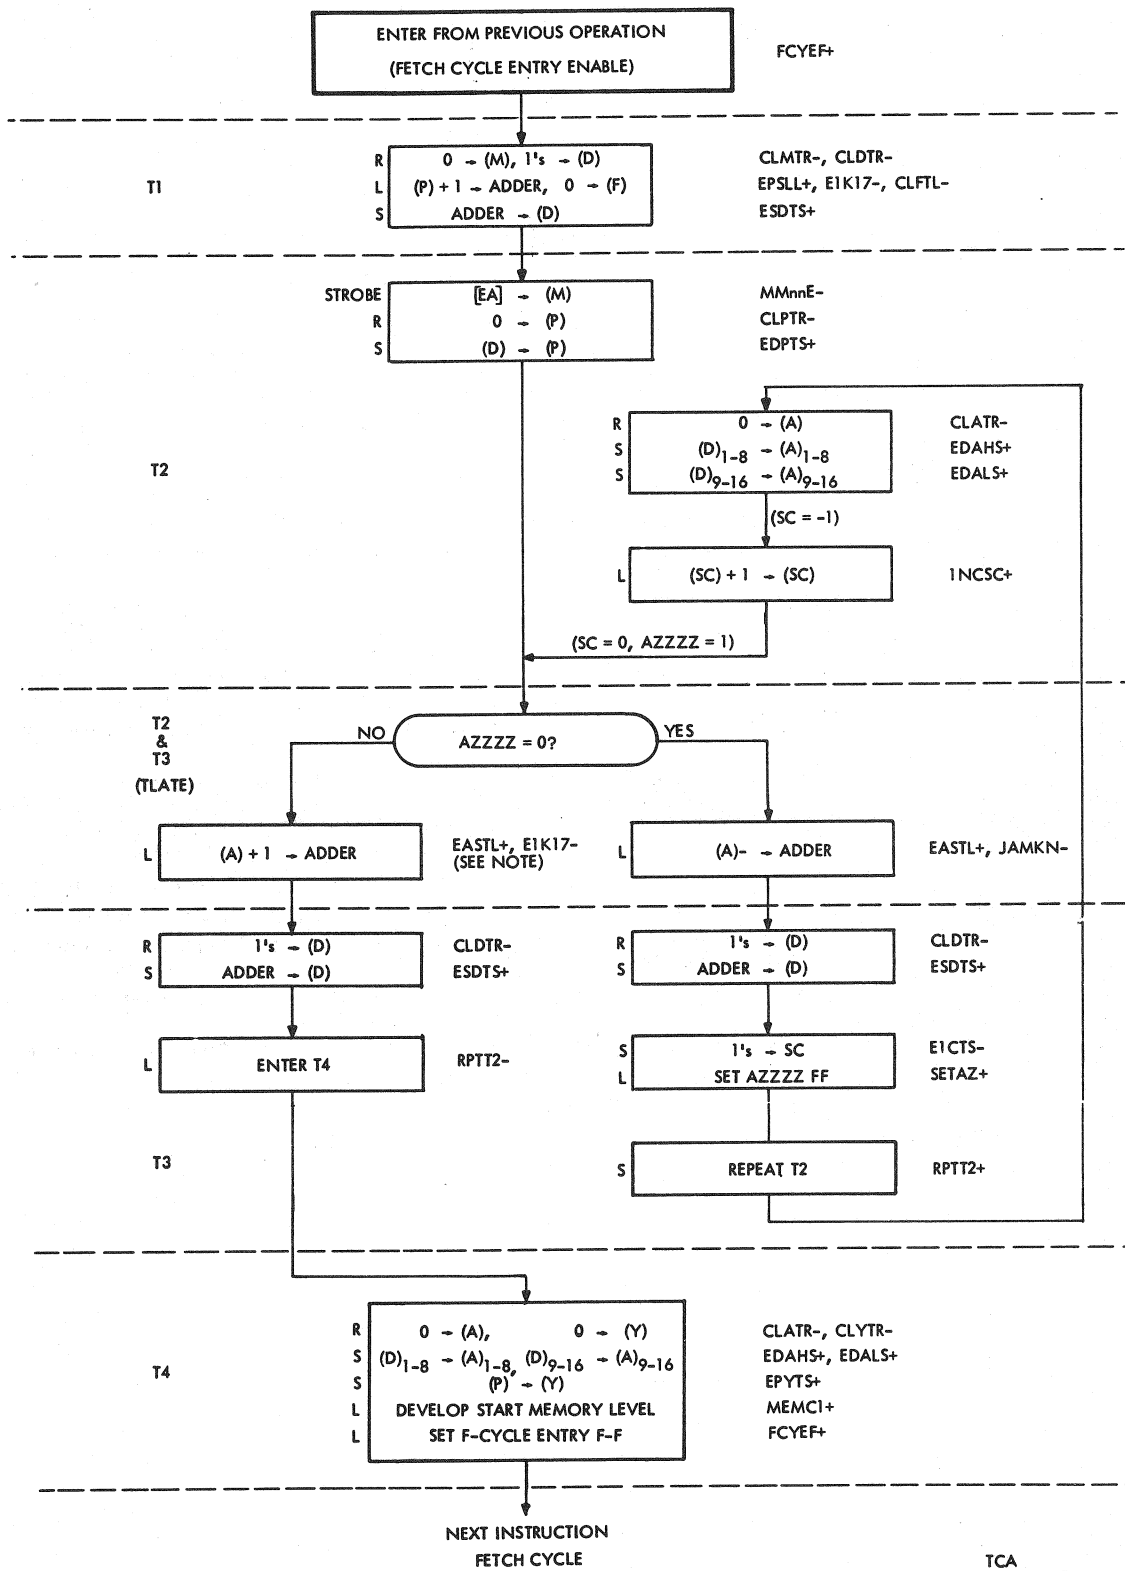 ENTER FROM PREVIOUS OPERATION
(FETCH CYCLE ENTRY ENABLE)
FCYEF+
T1
R 0 → (M), 1's → (D) CLMTR-, CLDTR-
L (P) + 1 → ADDER, 0 → (F) EPSLL+, E1K17-, CLFTL-
S ADDER → (D) ESDTS+
STROBE [EA] → (M) MMnnE-
R 0 → (P) CLPTR-
S (D) → (P) EDPTS+
T2
R 0 → (A) CLATR-
S (D)1-8 → (A)1-8 EDAHS+
S (D)9-16 → (A)9-16 EDALS+
(SC = -1)
L (SC) + 1 → (SC) 1NCSC+
(SC = 0, AZZZZ = 1)
T2
&
T3
(TLATE)
NO AZZZZ = 0? YES
L (A) + 1 → ADDER EASTL+, E1K17-
(SEE NOTE)
L (A)- → ADDER EASTL+, JAMKN-
R 1's → (D) CLDTR-
S ADDER → (D) ESDTS+
R 1's → (D) CLDTR-
S ADDER → (D) ESDTS+
L ENTER T4 RPTT2-
S 1's → SC E1CTS-
L SET AZZZZ FF SETAZ+
T3
S REPEAT T2 RPTT2+
T4
R 0 → (A), 0 → (Y) CLATR-, CLYTR-
S (D)1-8 → (A)1-8, (D)9-16 → (A)9-16 EDAHS+, EDALS+
S (P) → (Y) EPYTS+
L DEVELOP START MEMORY LEVEL MEMC1+
L SET F-CYCLE ENTRY F-F FCYEF+
NEXT INSTRUCTION
FETCH CYCLE
TCA